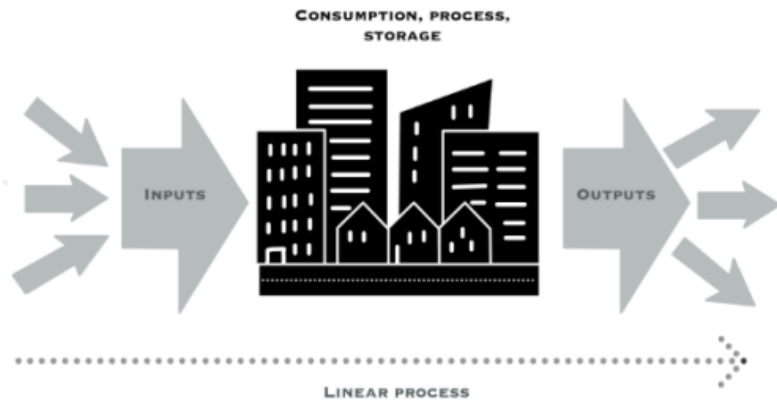 CONSUMPTION, PROCESS,
STORAGE
INPUTS
OUTPUTS
LINEAR PROCESS